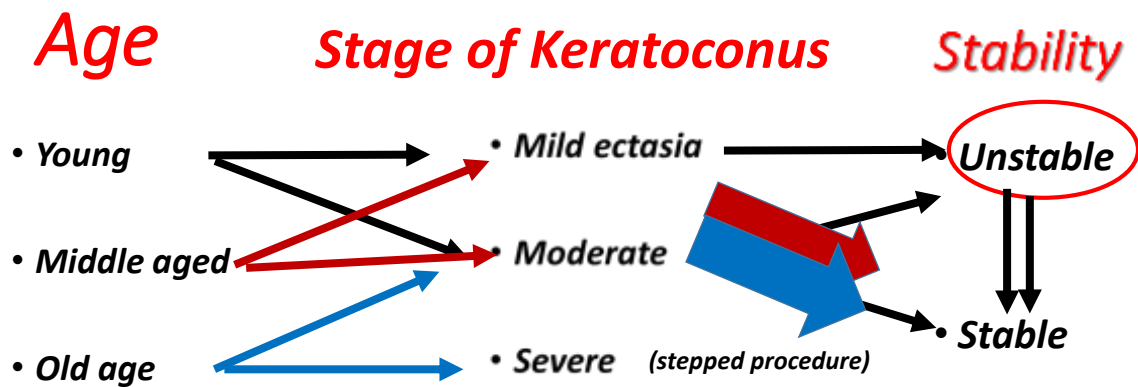 Age Stage of Keratoconus Stability
• Young • Mild ectasia • Unstable
• Middle aged • Moderate
• Stable
• Old age • Severe (stepped procedure)